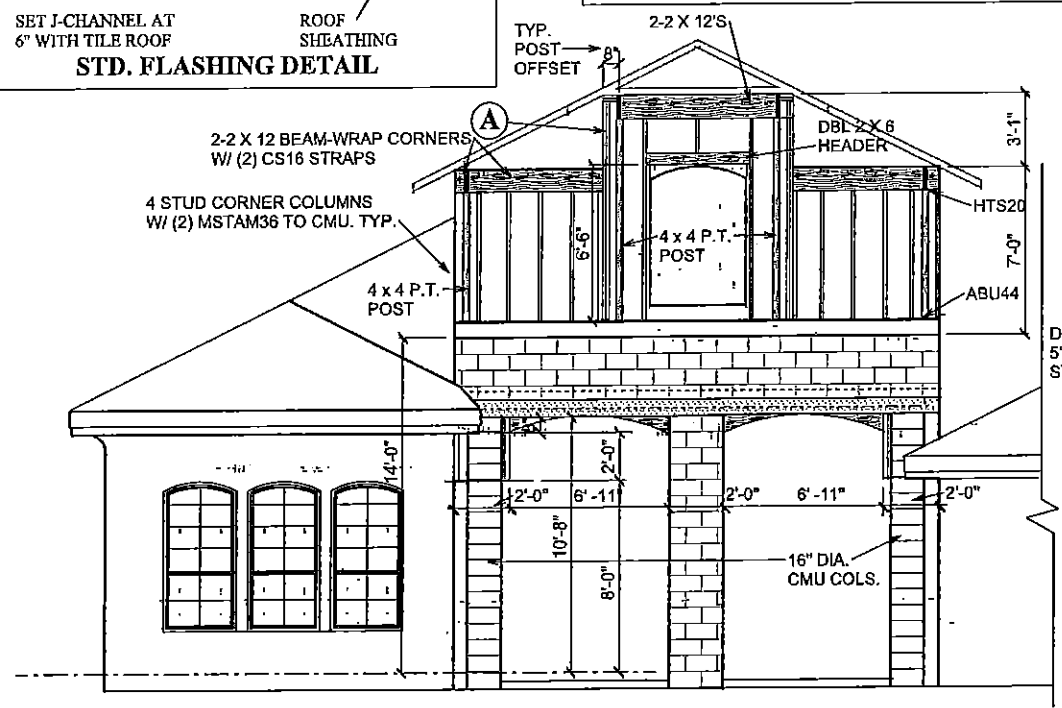 SET J-CHANNEL AT
6" WITH TILE ROOF
ROOF
SHEATHING
STD. FLASHING DETAIL
TYP.
POST
OFFSET
8"
2-2 X 12'S
A
2-2 X 12 BEAM-WRAP CORNERS
W/ (2) CS16 STRAPS
DBL 2 X 6
HEADER
3'-1"
4 STUD CORNER COLUMNS
W/ (2) MSTAM36 TO CMU. TYP.
HTS20
6'-6"
4 x 4 P.T.
POST
7'-0"
4 x 4 P.T.
POST
ABU44
D
5'
S
14'-0"
2'-0"
2'-0"
6'-11"
2'-0"
6'-11"
2'-0"
10'-8"
8'-0"
16" DIA.
CMU COLS.